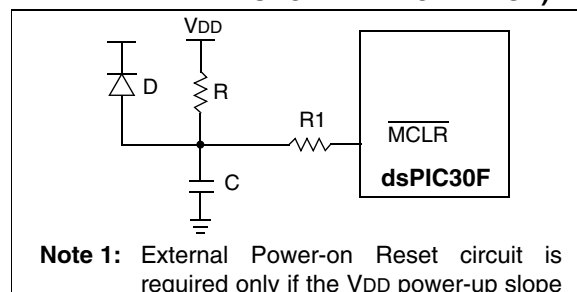 VDD
D
R
R1
MCLR
C
dsPIC30F
Note 1: External Power-on Reset circuit is
required only if the VDD power-up slope